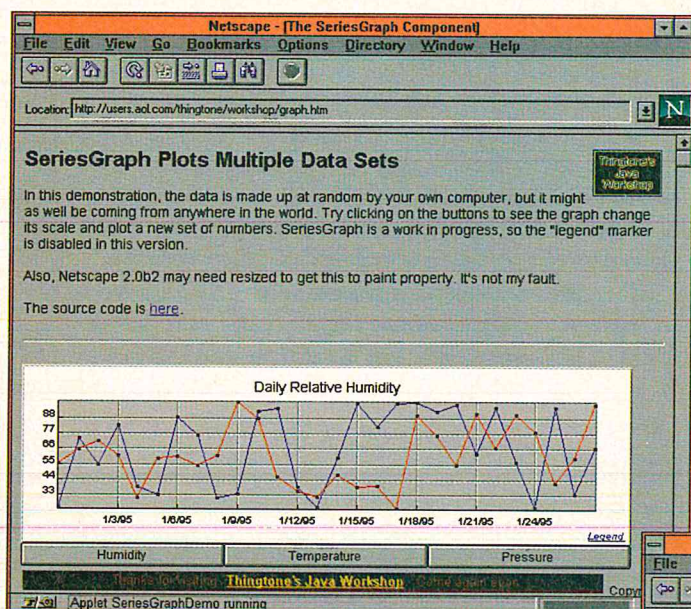 Netscape - [The SeriesGraph Component]
File Edit View Go Bookmarks Options Directory Window Help
Location: http://users.aol.com/thingtone/workshop/graph.htm
N
SeriesGraph Plots Multiple Data Sets
Thingtone's
Java
Workshop
In this demonstration, the data is made up at random by your own computer, but it might
as well be coming from anywhere in the world. Try clicking on the buttons to see the graph change
its scale and plot a new set of numbers. SeriesGraph is a work in progress, so the "legend" marker
is disabled in this version.
Also, Netscape 2.0b2 may need resized to get this to paint properly. It's not my fault.
The source code is here.
Daily Relative Humidity
88
77
66
55
44
33
1/3/95 1/6/95 1/9/95 1/12/95 1/15/95 1/18/95 1/21/95 1/24/95
Legend
Humidity Temperature Pressure
Thanks for visiting Thingtone's Java Workshop Come again soon
Copyr
Applet SeriesGraphDemo running
File